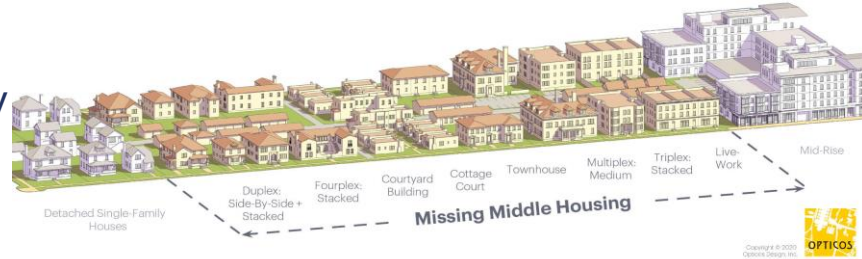 Detached Single-Family
Houses
Duplex:
Side-By-Side +
Stacked
Fourplex:
Stacked
Courtyard
Building
Cottage
Court
Townhouse
Multiplex:
Medium
Triplex:
Stacked
Live-
Work
Mid-Rise
Missing Middle Housing
Copyright © 2020
Opticos Design, Inc.
OPTICOS